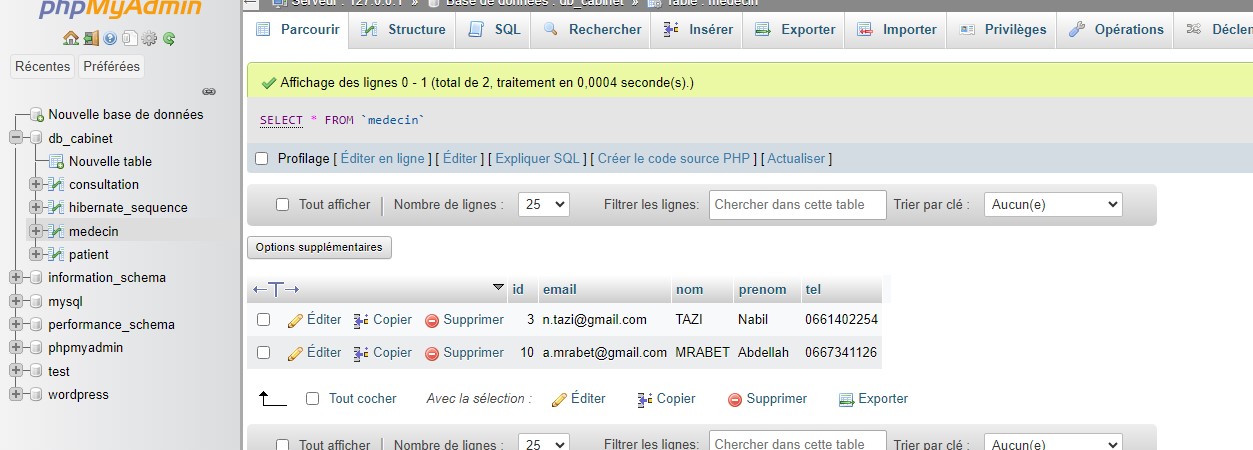 phpMyAdmin
Récentes Préférées
Nouvelle base de données
db_cabinet
Nouvelle table
consultation
hibernate_sequence
medecin
patient
information_schema
mysql
performance_schema
phpmyadmin
test
wordpress
Serveur : 127.0.0.1 » Base de données : db_cabinet » Table : medecin
Parcourir Structure SQL Rechercher Insérer Exporter Importer Privilèges Opérations
Affichage des lignes 0 - 1 (total de 2, traitement en 0,0004 seconde(s).)
SELECT * FROM `medecin`
Profilage [ Éditer en ligne ] [ Éditer ] [ Expliquer SQL ] [ Créer le code source PHP ] [ Actualiser ]
Tout afficher Nombre de lignes : 25 Filtrer les lignes: Chercher dans cette table Trier par clé : Aucun(e)
Options supplémentaires
id email nom prenom tel
Éditer Copier Supprimer 3 n.tazi@gmail.com TAZI Nabil 0661402254
Éditer Copier Supprimer 10 a.mrabet@gmail.com MRABET Abdellah 0667341126
Tout cocher Avec la sélection : Éditer Copier Supprimer Exporter
Tout afficher Nombre de lignes : 25 Filtrer les lignes: Chercher dans cette table Trier par clé : Aucun(e)